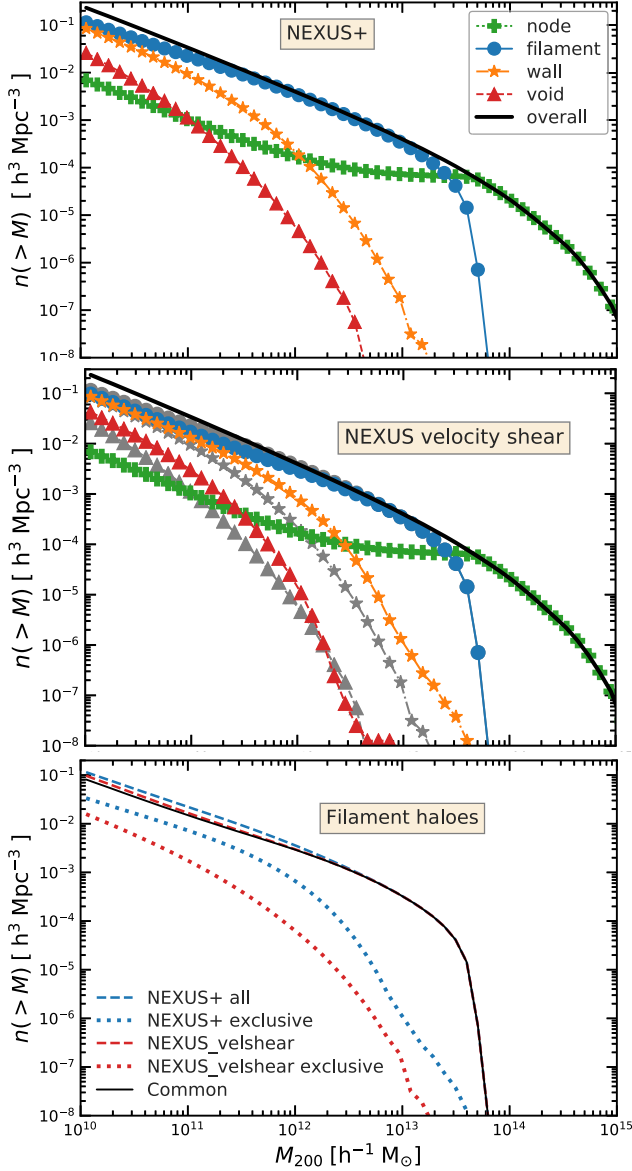 NEXUS+
node
filament
wall
void
overall
10⁻¹
10⁻²
10⁻³
10⁻⁴
10⁻⁵
10⁻⁶
10⁻⁷
10⁻⁸
n(> M) [ h³ Mpc⁻³ ]
NEXUS velocity shear
10⁻¹
10⁻²
10⁻³
10⁻⁴
10⁻⁵
10⁻⁶
10⁻⁷
10⁻⁸
n(> M) [ h³ Mpc⁻³ ]
Filament haloes
10⁻¹
10⁻²
10⁻³
10⁻⁴
10⁻⁵
10⁻⁶
10⁻⁷
10⁻⁸
n(> M) [ h³ Mpc⁻³ ]
NEXUS+ all
NEXUS+ exclusive
NEXUS_velshear
NEXUS_velshear exclusive
Common
10¹⁰ 10¹¹ 10¹² 10¹³ 10¹⁴ 10¹⁵
M₂₀₀ [h⁻¹ M⊙]